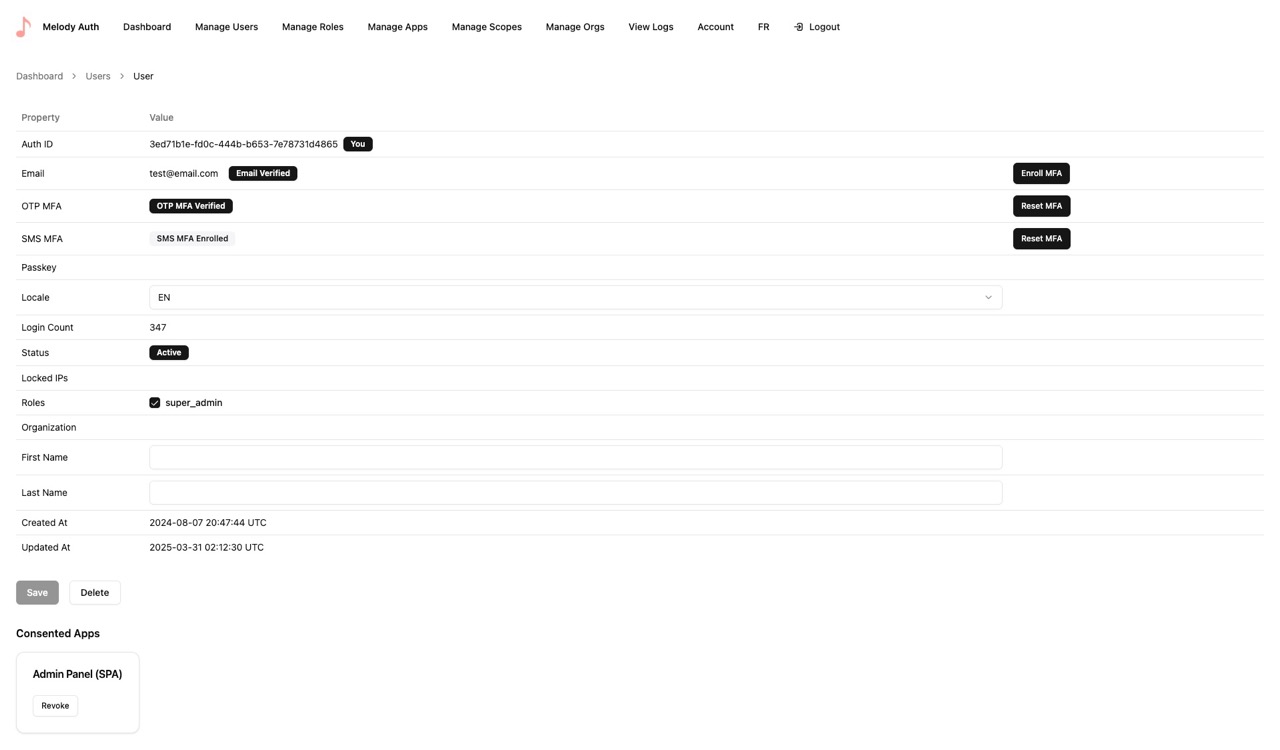 Melody Auth Dashboard Manage Users Manage Roles Manage Apps Manage Scopes Manage Orgs View Logs Account FR Logout
Dashboard Users User
Property Value
Auth ID 3ed71b1e-fd0c-444b-b653-7e78731d4865 You
Email test@email.com Email Verified Enroll MFA
OTP MFA OTP MFA Verified Reset MFA
SMS MFA SMS MFA Enrolled Reset MFA
Passkey
Locale EN
Login Count 347
Status Active
Locked IPs
Roles super_admin
Organization
First Name
Last Name
Created At 2024-08-07 20:47:44 UTC
Updated At 2025-03-31 02:12:30 UTC
Save Delete
Consented Apps
Admin Panel (SPA)
Revoke